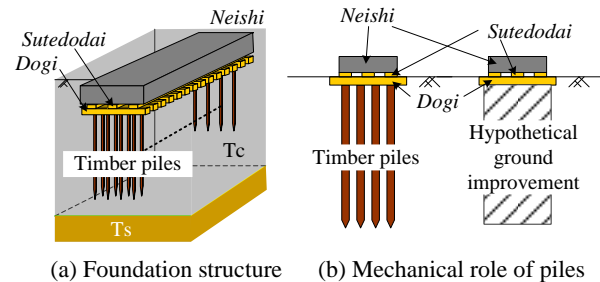 Neishi
Sutedodai
Dogi
Timber piles
Tc
Ts
(a) Foundation structure
Neishi
Sutedodai
Dogi
Timber piles
Hypothetical
ground
improvement
(b) Mechanical role of piles